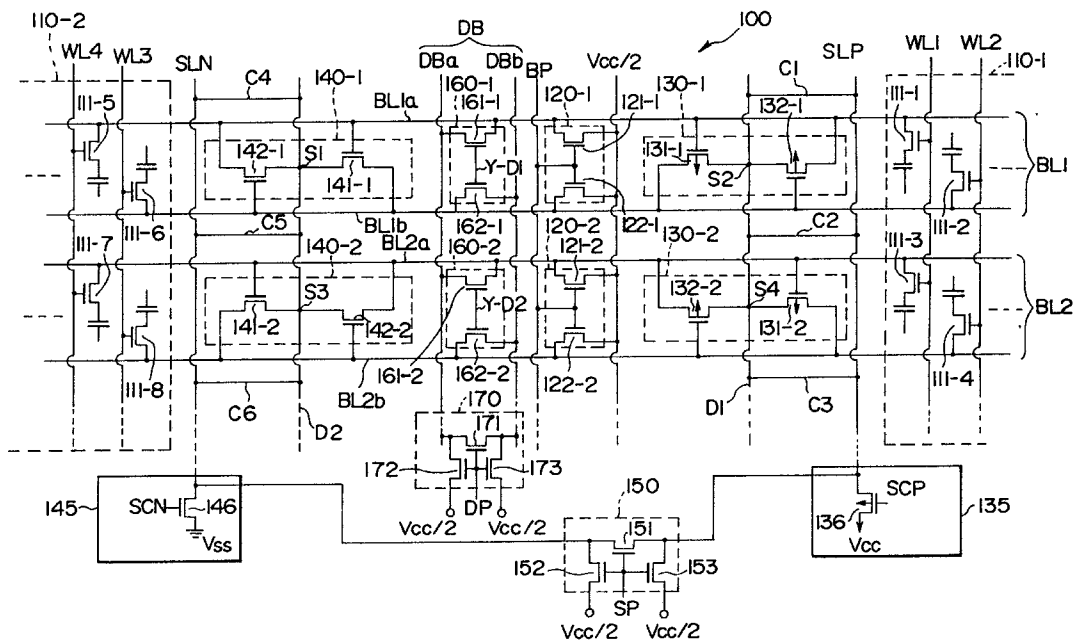 110-2
DB
100
WL4
WL3
SLN
C4
140-1
DBa
160-1
DBb
BP
Vcc/2
130-1
C1
SLP
WL1
WL2
110-1
111-5
BL1a
161-1
120-1
121-1
132-1
111-1
142-1
S1
141-1
Y-D1
131-1
S2
BL1
111-6
C5
BL1b
162-1
122-1
C2
111-2
111-7
140-2
BL2a
160-2
120-2
121-2
130-2
111-3
S3
Y-D2
132-2
S4
141-2
142-2
131-2
BL2
111-8
161-2
162-2
122-2
111-4
C6
BL2b
170
D1
C3
D2
171
172
173
DP
150
SCP
145
SCN
146
Vcc/2
Vcc/2
151
136
135
Vss
Vcc
152
153
SP
Vcc/2
Vcc/2